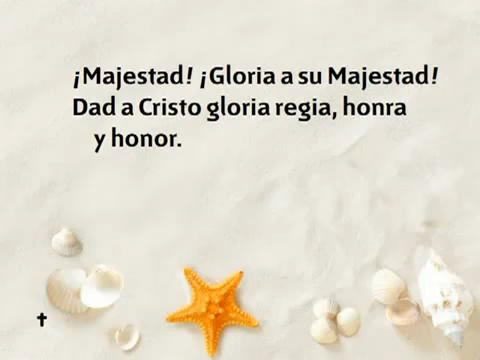 ¡Majestad! ¡Gloria a su Majestad!
Dad a Cristo gloria regia, honra
y honor.